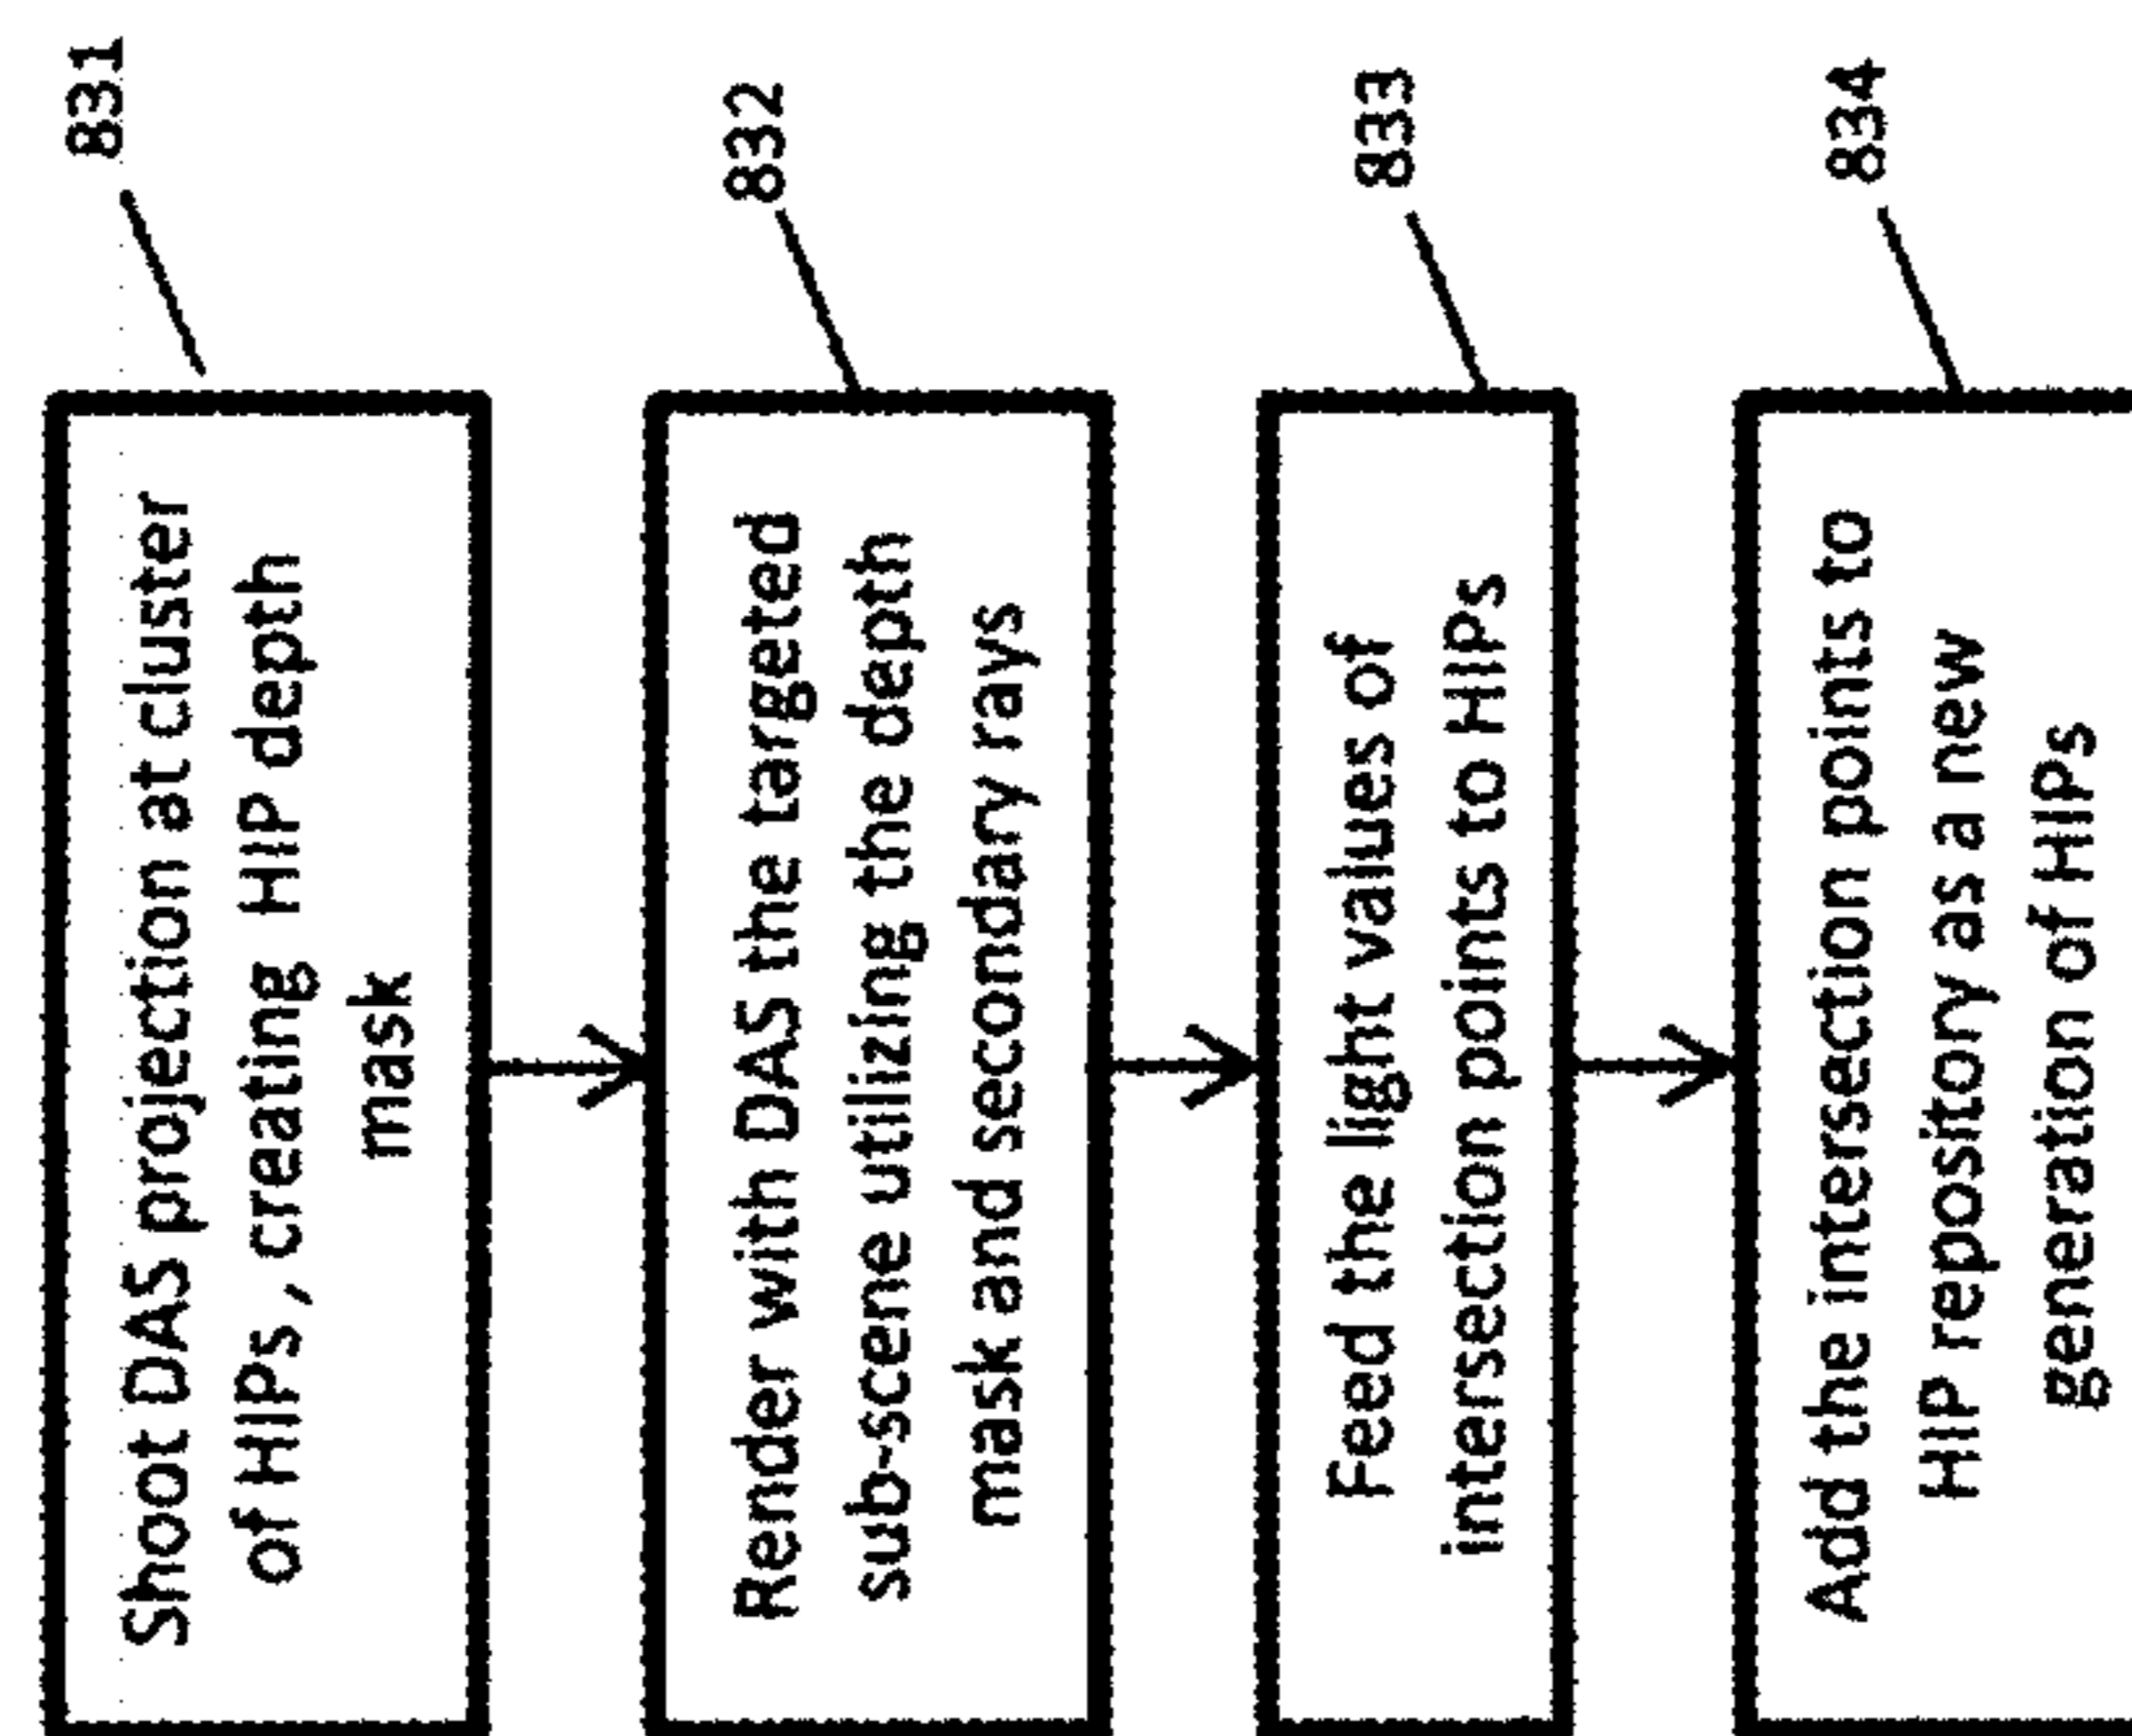 Shoot DAS projection at cluster
of HIPs, creating HIP depth
mask
831
Render with DAS the targeted
sub-scene utilizing the depth
mask and secondary rays
832
Feed the light values of
intersection points to HIPs
833
Add the intersection points to
HIP repository as a new
generation of HIPs
834